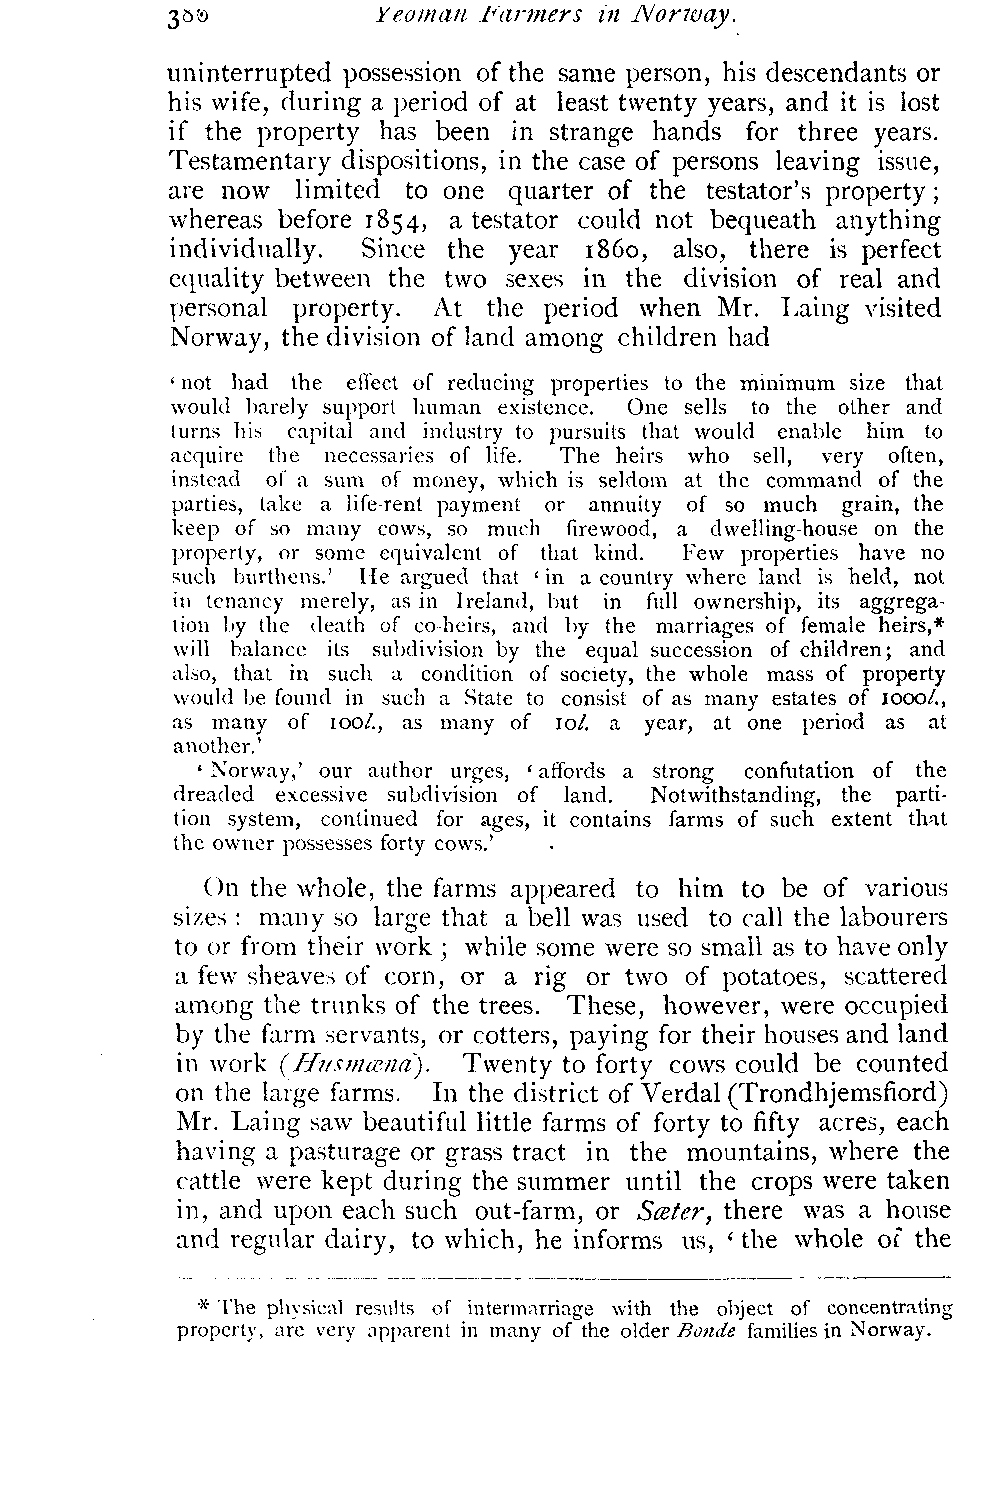 Yeoman Farmers in Norway.
uninterrupted possession of the same person, his descendants or
his wife, during a period of at least twenty years, and it is lost
if the property has been in strange hands for three years.
Testamentary dispositions, in the case of persons leaving issue,
are now limited to one quarter of the testator's property;
whereas before 1854, a testator could not bequeath anything
individually. Since the year 1860, also, there is perfect
equality between the two sexes in the division of real and
personal property. At the period when Mr. Laing visited
Norway, the division of land among children had
‘not had the effect of reducing properties to the minimum size that
would barely support human existence. One sells to the other and
turns his capital and industry to pursuits that would enable him to
acquire the necessaries of life. The heirs who sell, very often,
instead of a sum of money, which is seldom at the command of the
parties, take a life-rent payment or annuity of so much grain, the
keep of so many cows, so much firewood, a dwelling-house on the
property, or some equivalent of that kind. Few properties have no
such burthens.’ He argued that ‘in a country where land is held, not
in tenancy merely, as in Ireland, but in full ownership, its aggrega-
tion by the death of co-heirs, and by the marriages of female heirs,*
will balance its subdivision by the equal succession of children; and
also, that in such a condition of society, the whole mass of property
would be found in such a State to consist of as many estates of 1000l.,
as many of 100l., as many of 10l. a year, at one period as at
another.’
‘Norway,’ our author urges, ‘affords a strong confutation of the
dreaded excessive subdivision of land. Notwithstanding, the parti-
tion system, continued for ages, it contains farms of such extent that
the owner possesses forty cows.’
On the whole, the farms appeared to him to be of various
sizes: many so large that a bell was used to call the labourers
to or from their work; while some were so small as to have only
a few sheaves of corn, or a rig or two of potatoes, scattered
among the trunks of the trees. These, however, were occupied
by the farm servants, or cotters, paying for their houses and land
in work (Husmæna). Twenty to forty cows could be counted
on the large farms. In the district of Verdal (Trondhjemsfiord)
Mr. Laing saw beautiful little farms of forty to fifty acres, each
having a pasturage or grass tract in the mountains, where the
cattle were kept during the summer until the crops were taken
in, and upon each such out-farm, or Sæter, there was a house
and regular dairy, to which, he informs us, ‘the whole of the
* The physical results of intermarriage with the object of concentrating
property, are very apparent in many of the older Bonde families in Norway.